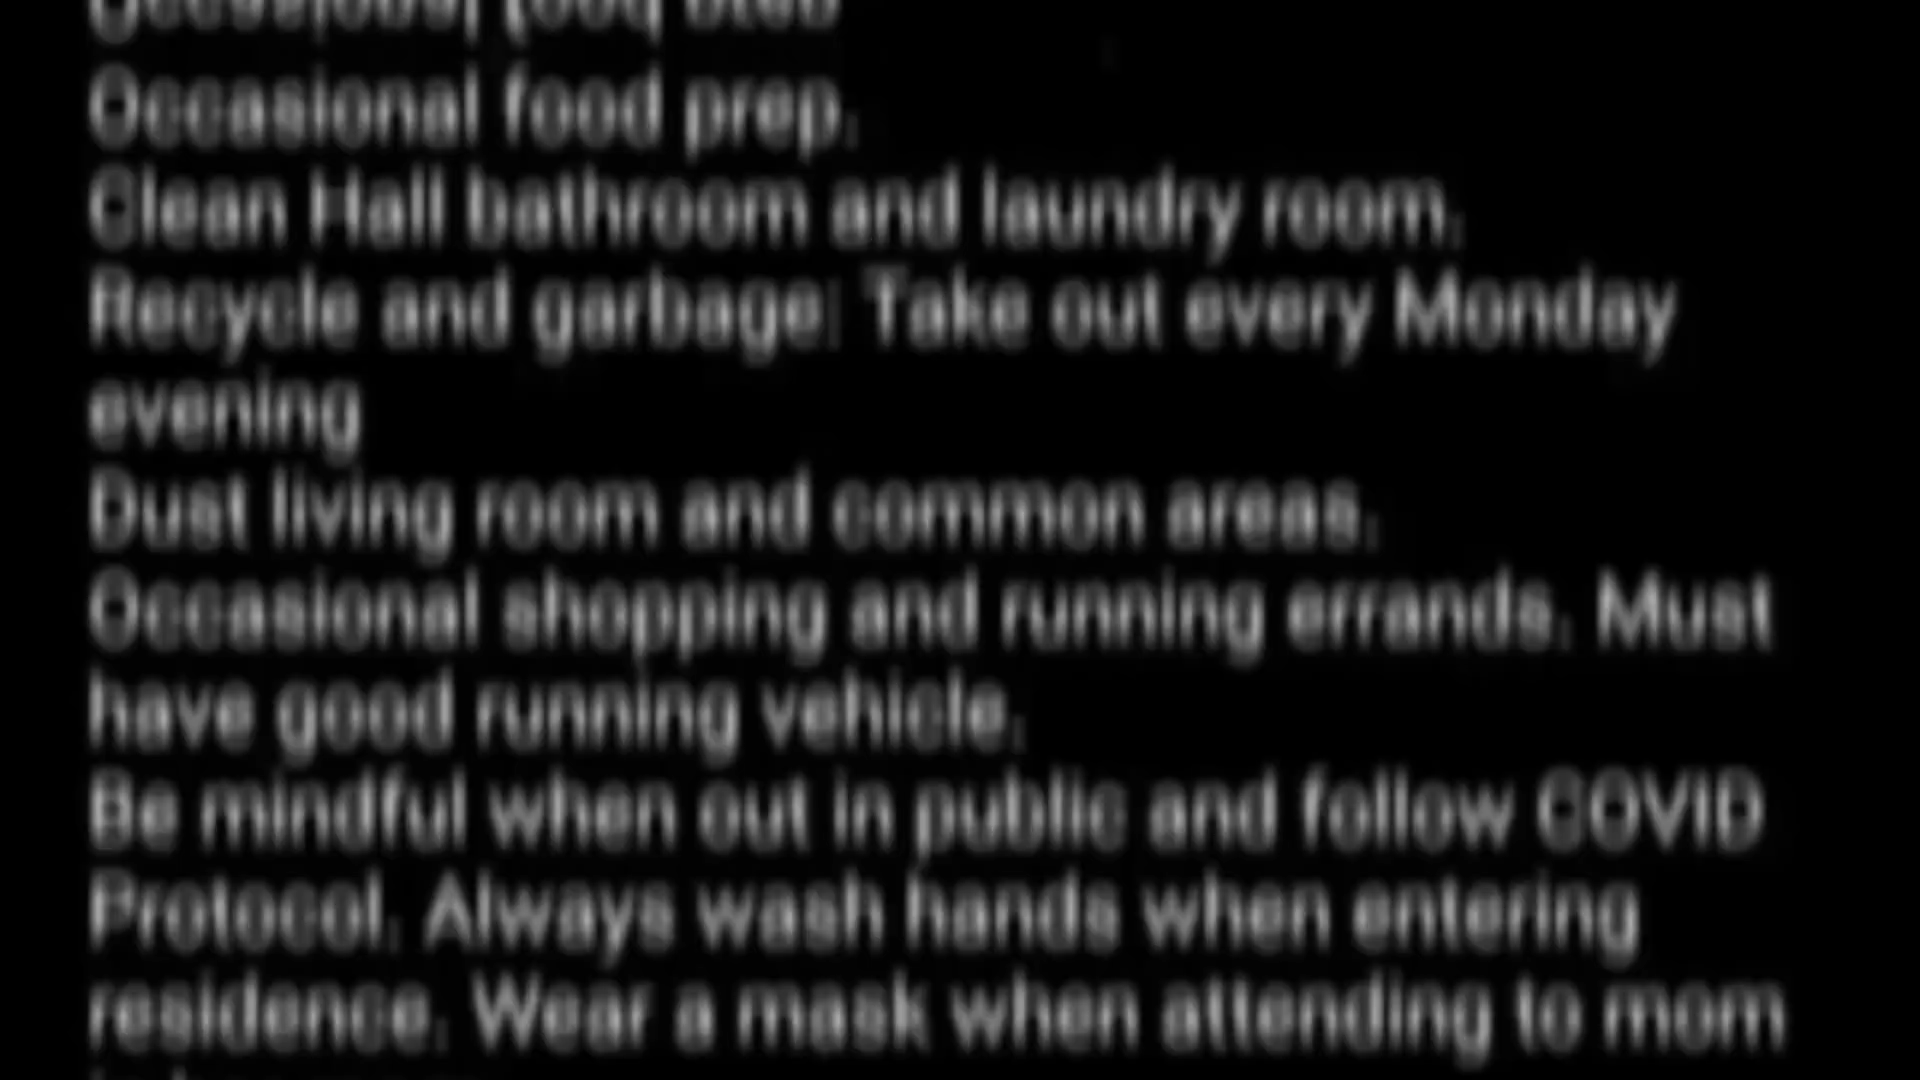 Occasional food prep.
Clean Hall bathroom and laundry room.
Recycle and garbage: Take out every Monday
evening
Dust living room and common areas.
Occasional shopping and running errands. Must
have good running vehicle.
Be mindful when out in public and follow COVID
Protocol. Always wash hands when entering
residence. Wear a mask when attending to mom